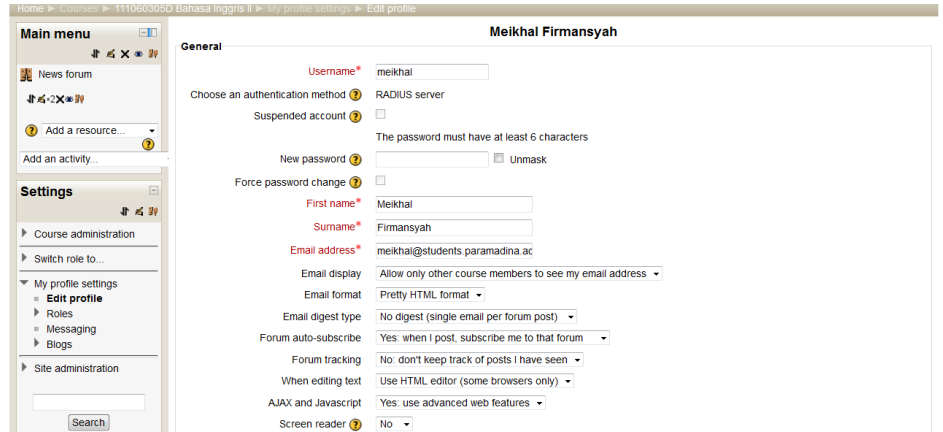 Home ► Courses ► 111060305D Bahasa Inggris II ► My profile settings ► Edit profile
Main menu
News forum
2
Add a resource...
Add an activity...
Settings
Course administration
Switch role to...
My profile settings
Edit profile
Roles
Messaging
Blogs
Site administration
Search
Meikhal Firmansyah
General
Username* meikhal
Choose an authentication method RADIUS server
Suspended account
The password must have at least 6 characters
New password Unmask
Force password change
First name* Meikhal
Surname* Firmansyah
Email address* meikhal@students.paramadina.ac
Email display Allow only other course members to see my email address
Email format Pretty HTML format
Email digest type No digest (single email per forum post)
Forum auto-subscribe Yes: when I post, subscribe me to that forum
Forum tracking No: don't keep track of posts I have seen
When editing text Use HTML editor (some browsers only)
AJAX and Javascript Yes: use advanced web features
Screen reader No